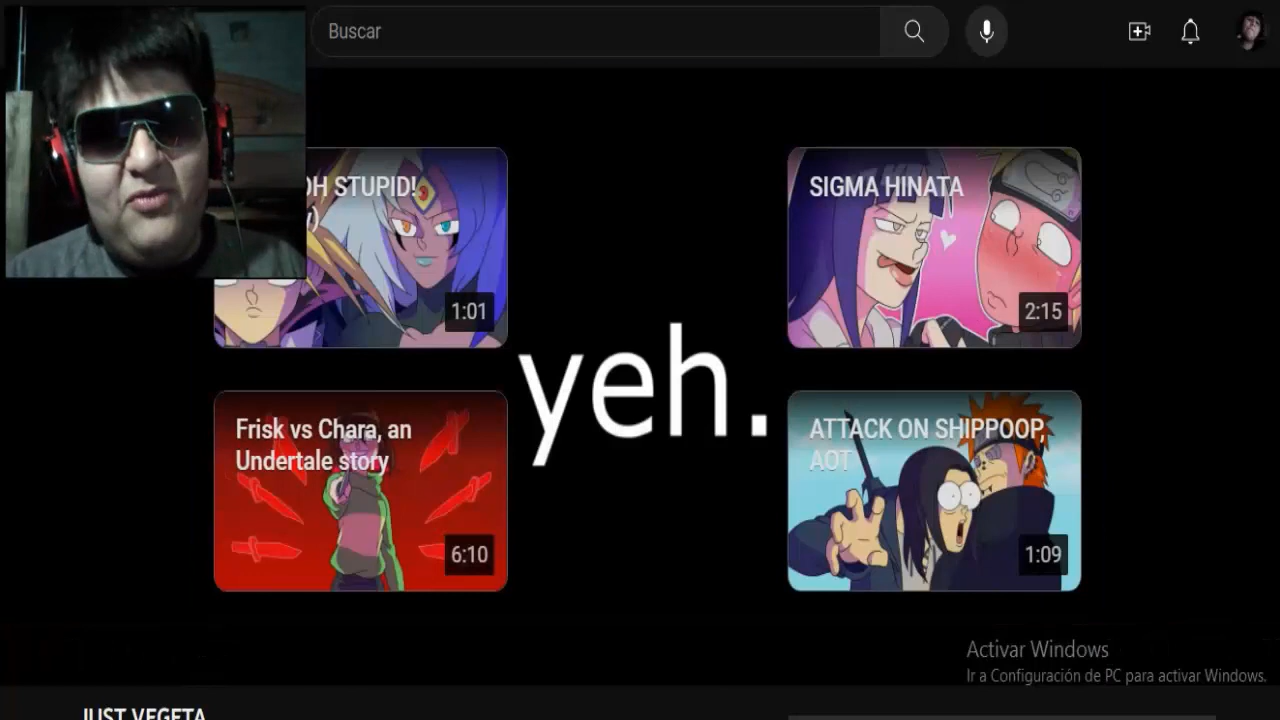 Buscar
OH STUPID!
SIGMA HINATA
1:01
2:15
yeh.
Frisk vs Chara, an
Undertale story
ATTACK ON SHIPPOOP,
AOT
6:10
1:09
Activar Windows
Ir a Configuración de PC para activar Windows.
JUST VEGETA